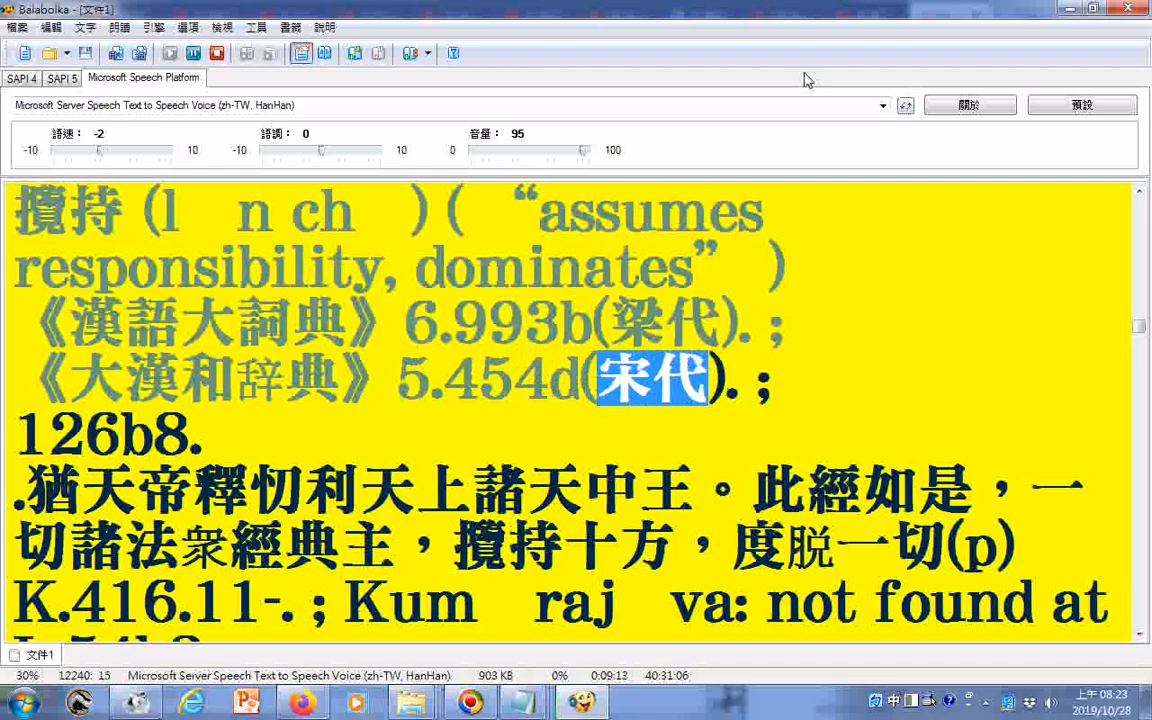 Balabolka - [文件1]
檔案 編輯 文字 朗讀 引擎 選項 檢視 工具 書籤 說明
SAPI 4 SAPI 5 Microsoft Speech Platform
Microsoft Server Speech Text to Speech Voice (zh-TW, HanHan) 關於 預設
語速： -2 語調： 0 音量： 95
-10 10 -10 10 0 100
攬持 (l n ch )( “assumes
responsibility, dominates” )
《漢語大詞典》6.993b(梁代). ;
《大漢和辞典》5.454d(宋代). ;
126b8.
.猶天帝釋忉利天上諸天中王。此經如是，一
切諸法衆經典主，攬持十方，度脱一切(p)
K.416.11-. ; Kum raj va: not found at
文件1
30% 12240: 15 Microsoft Server Speech Text to Speech Voice (zh-TW, HanHan) 903 KB 0% 0:09:13 40:31:06
中
上午 08:23
2019/10/28